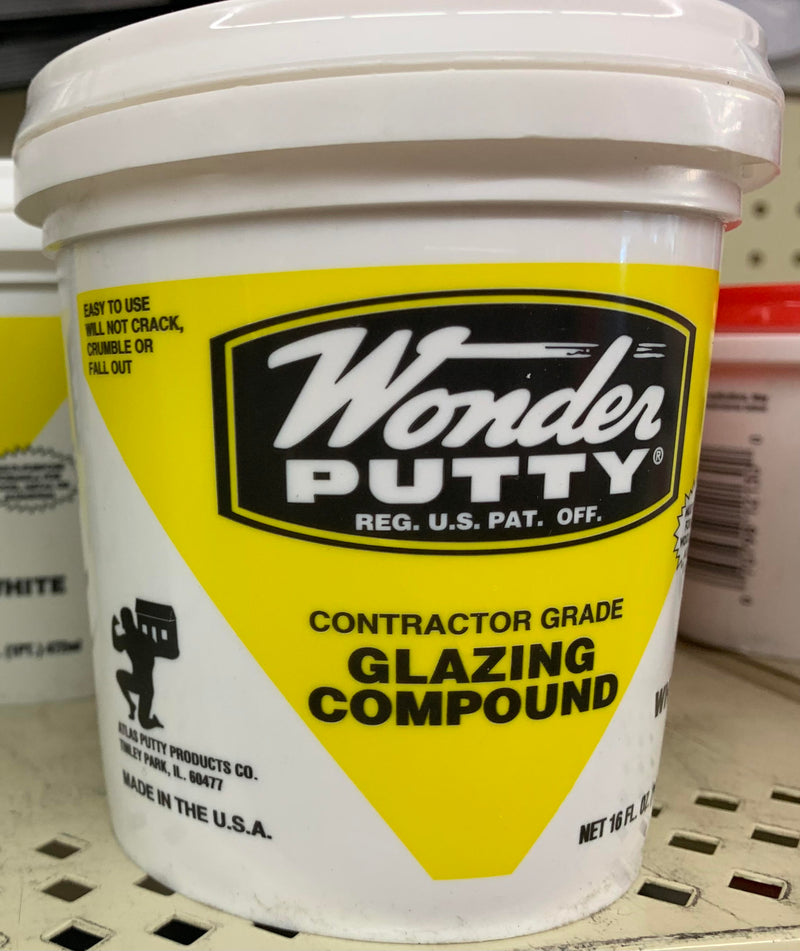 EASY TO USE
WILL NOT CRACK,
CRUMBLE OR
FALL OUT
Wonder
PUTTY®
REG. U.S. PAT. OFF.
CONTRACTOR GRADE
GLAZING
COMPOUND
ATLAS PUTTY PRODUCTS CO.
TINLEY PARK, IL. 60477
MADE IN THE U.S.A.
NET 16 FL. OZ.